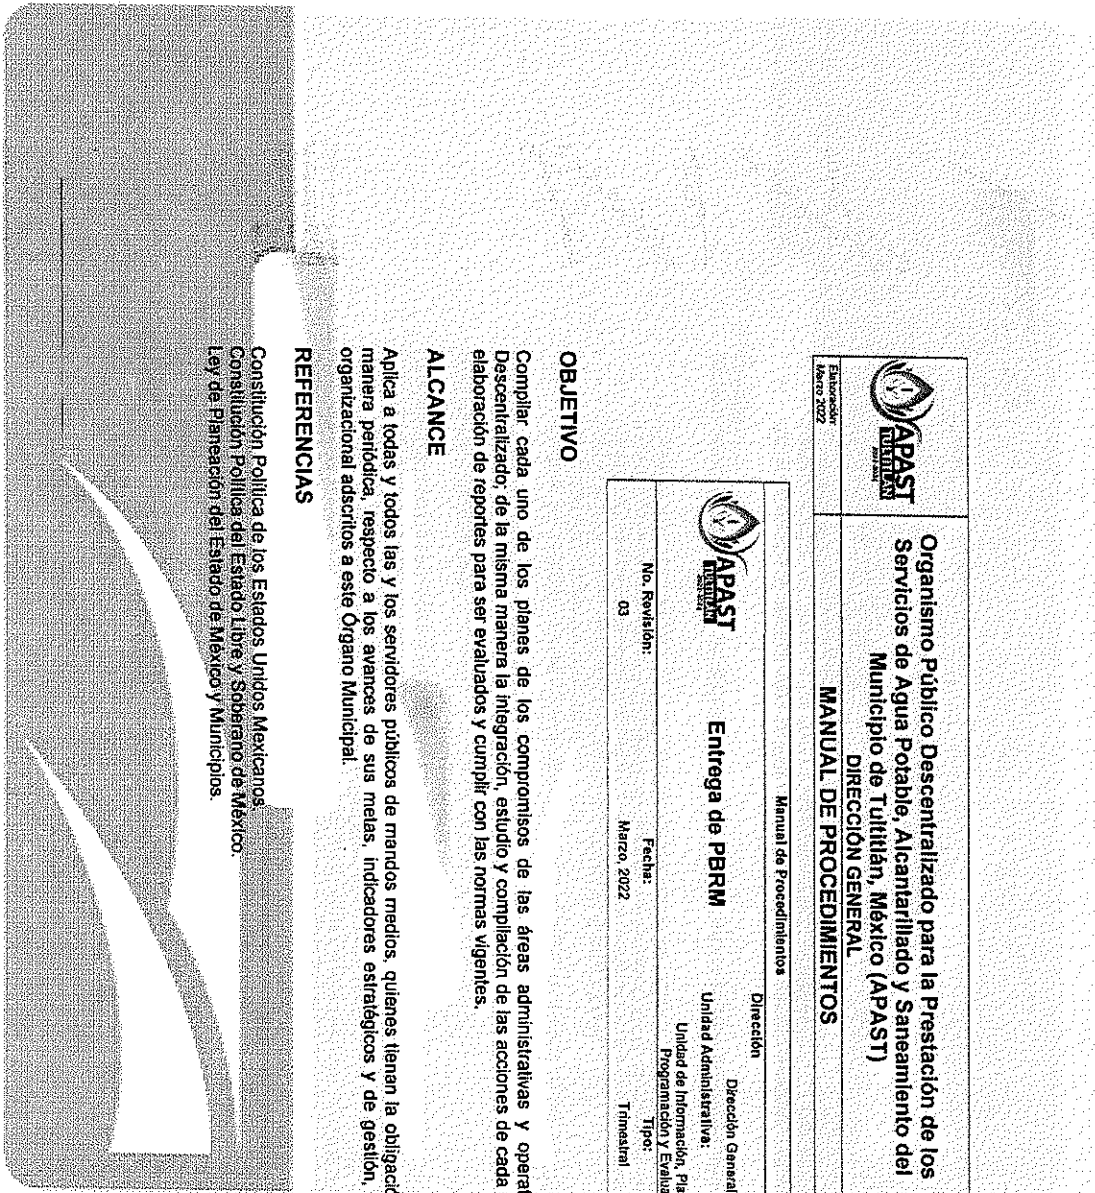 Organismo Público Descentralizado para la Prestación de los
Servicios de Agua Potable, Alcantarillado y Saneamiento del
Municipio de Tultitlán, México (APAST)
DIRECCIÓN GENERAL
MANUAL DE PROCEDIMIENTOS
APAST
TULTITLÁN
2022-2024
Elaboración:
Marzo 2022
Manual de Procedimientos
APAST
TULTITLÁN
Entrega de PBRM
Dirección
Dirección General
Unidad Administrativa:
Unidad de Información,
Programación y
No. Revisión:
03
Fecha:
Marzo, 2022
Tipo:
Trimestral
OBJETIVO
Compilar cada uno de los planes de los compromisos de las áreas administrativas y
Descentralizado; de la misma manera la integración, estudio y compilación de las acciones de cada
elaboración de reportes para ser evaluados y cumplir con las normas vigentes.
ALCANCE
Aplica a todas y todos las y los servidores públicos de mandos medios, quienes tienan la
manera periódica, respecto a los avances de sus metas, indicadores estratégicos y de gestión,
organizacional adscritos a este Órgano Municipal.
REFERENCIAS
Constitución Política de los Estados Unidos Mexicanos.
Constitución Política del Estado Libre y Soberano de México.
Ley de Planeación del Estado de México y Municipios.